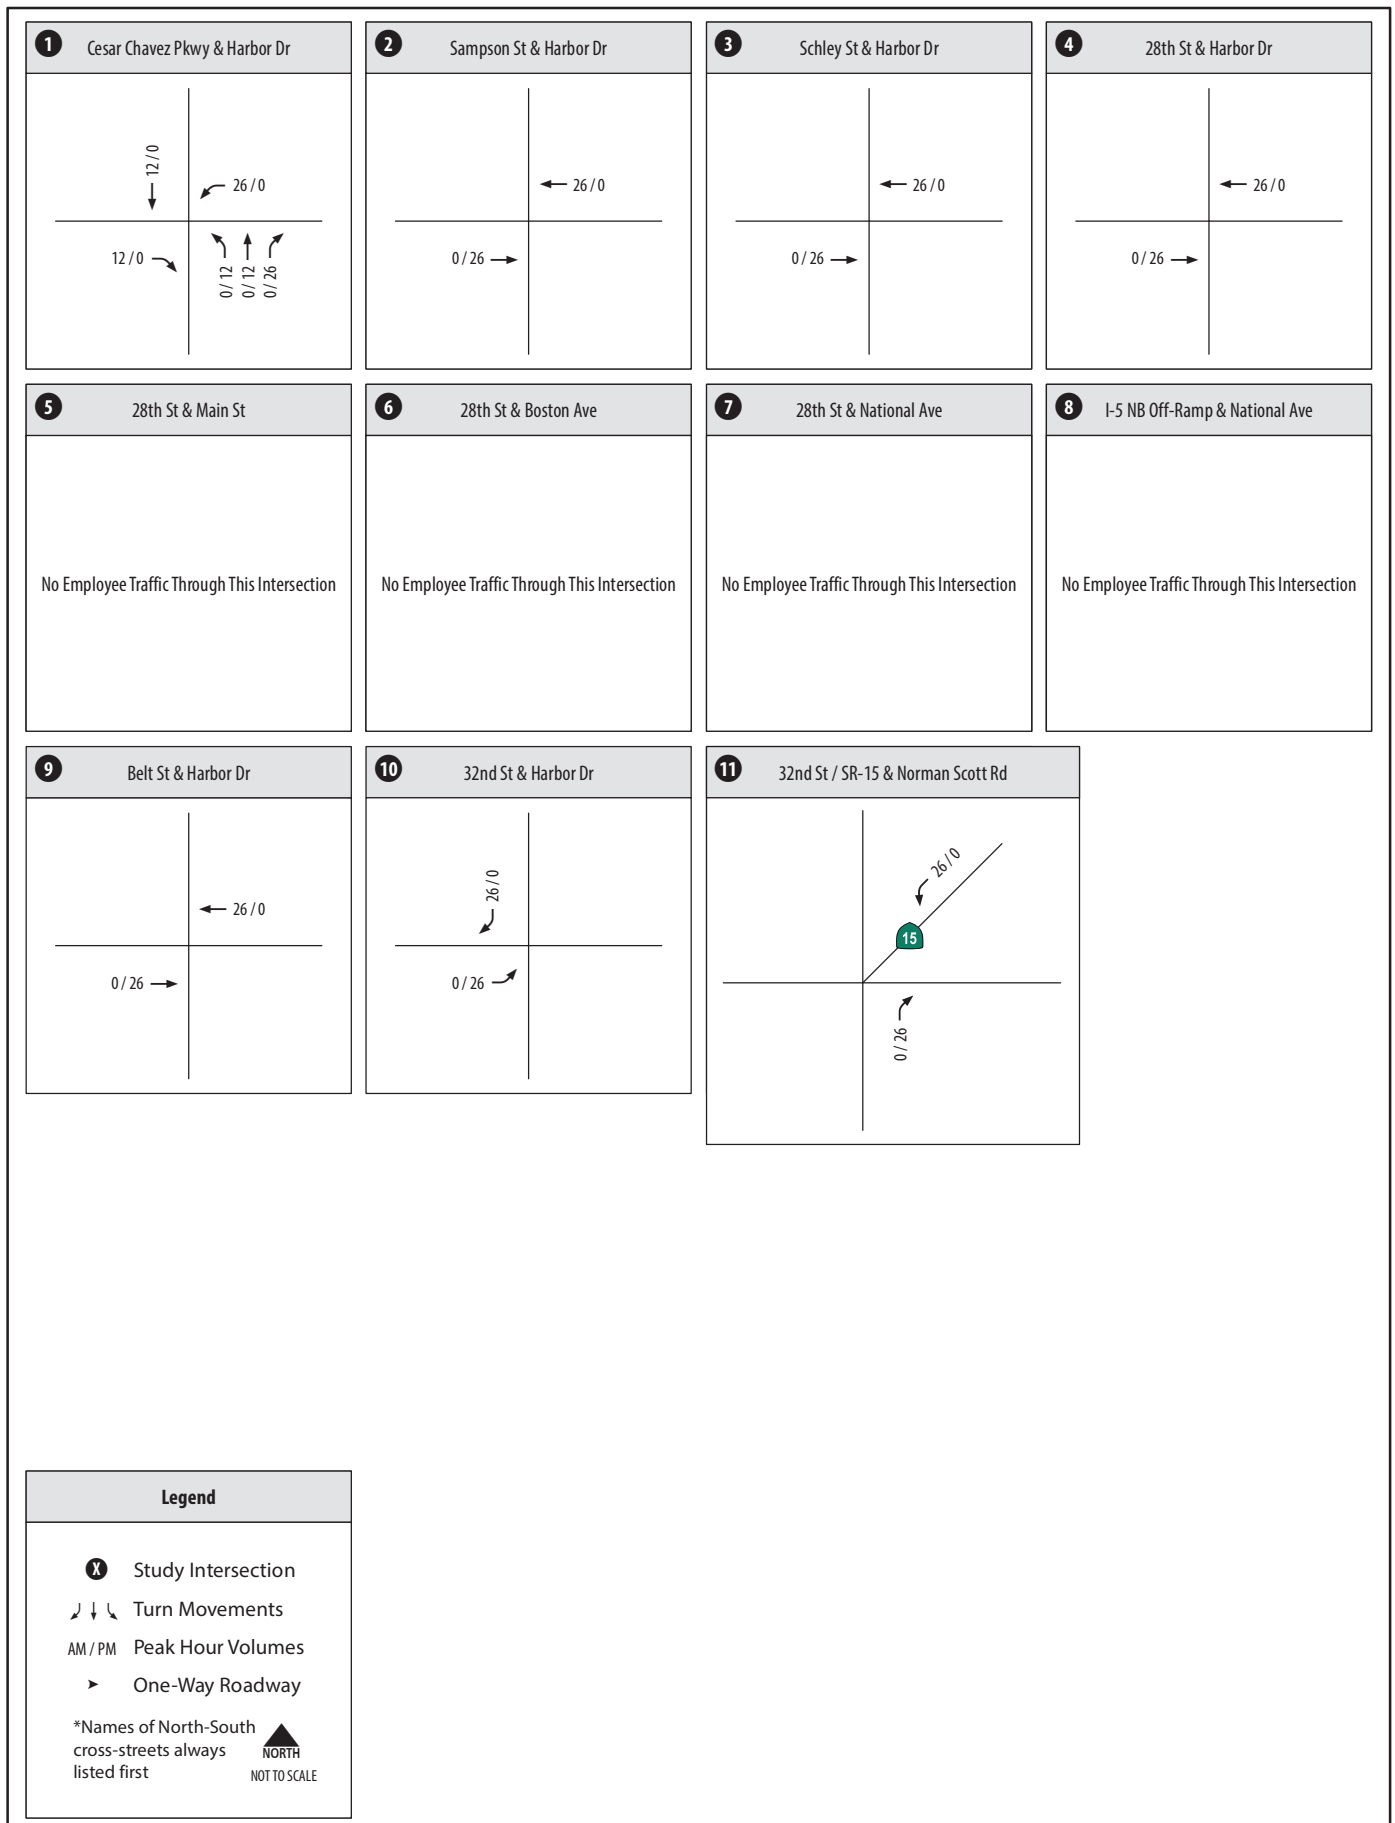 1 Cesar Chavez Pkwy & Harbor Dr
12 / 0
26 / 0
12 / 0
0 / 12
0 / 12
0 / 26
2 Sampson St & Harbor Dr
26 / 0
0 / 26
3 Schley St & Harbor Dr
26 / 0
0 / 26
4 28th St & Harbor Dr
26 / 0
0 / 26
5 28th St & Main St
No Employee Traffic Through This Intersection
6 28th St & Boston Ave
No Employee Traffic Through This Intersection
7 28th St & National Ave
No Employee Traffic Through This Intersection
8 I-5 NB Off-Ramp & National Ave
No Employee Traffic Through This Intersection
9 Belt St & Harbor Dr
26 / 0
0 / 26
10 32nd St & Harbor Dr
26 / 0
0 / 26
11 32nd St / SR-15 & Norman Scott Rd
26 / 0
15
0 / 26
Legend
X Study Intersection
Turn Movements
AM / PM Peak Hour Volumes
One-Way Roadway
*Names of North-South
cross-streets always
listed first
NORTH
NOT TO SCALE